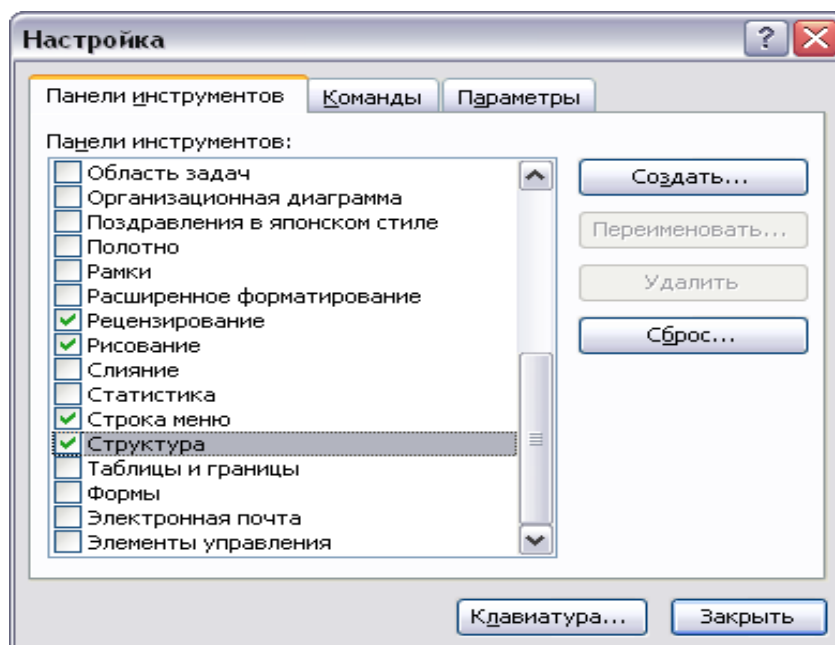 Настройка
Панели инструментов
Команды
Параметры
Панели инструментов:
Область задач
Организационная диаграмма
Поздравления в японском стиле
Полотно
Рамки
Расширенное форматирование
Рецензирование
Рисование
Слияние
Статистика
Строка меню
Структура
Таблицы и границы
Формы
Электронная почта
Элементы управления
Создать...
Переименовать...
Удалить
Сброс...
Клавиатура...
Закрыть